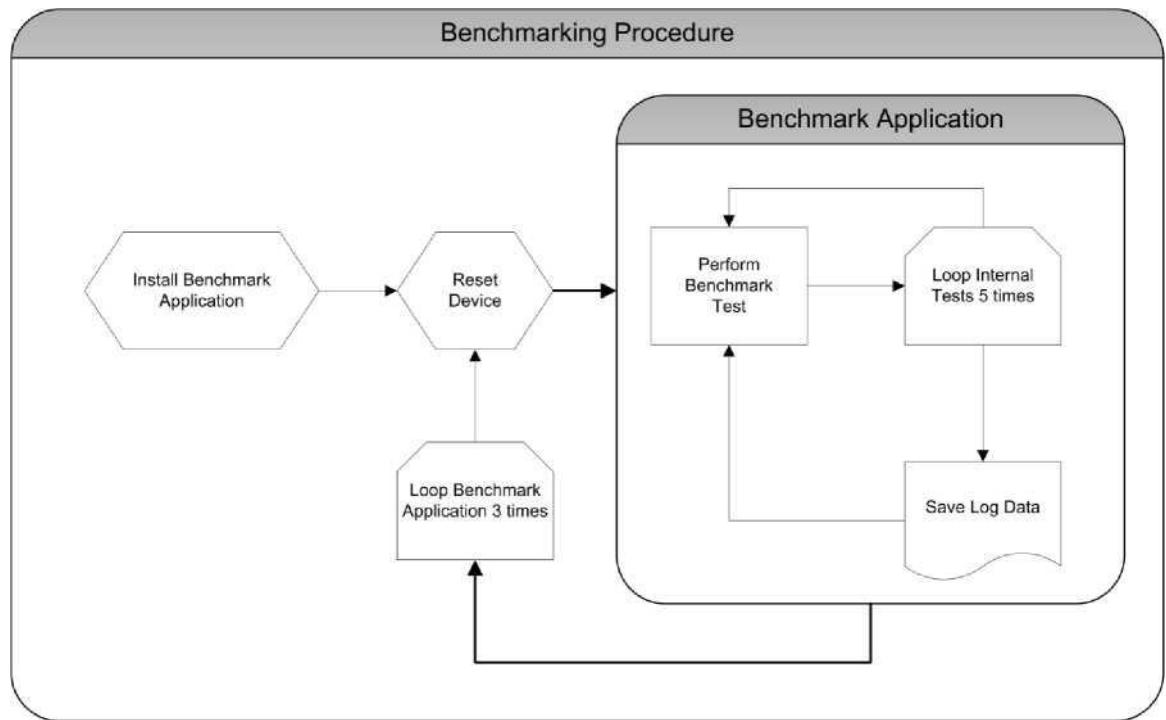 Benchmarking Procedure
Benchmark Application
Install Benchmark
Application
Reset
Device
Perform
Benchmark
Test
Loop Internal
Tests 5 times
Loop Benchmark
Application 3 times
Save Log Data